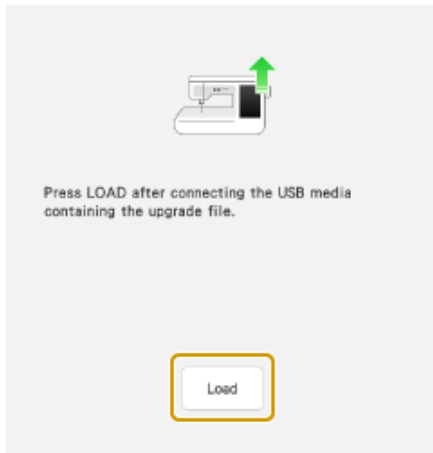 Press LOAD after connecting the USB media
containing the upgrade file.
Load